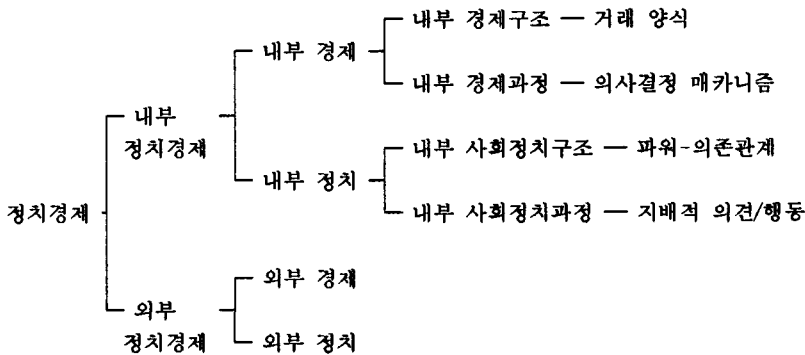 내부 경제구조 — 거래 양식
내부 경제
내부 경제과정 — 의사결정 매카니즘
내부
정치경제
내부 사회정치구조 — 파워-의존관계
내부 정치
내부 사회정치과정 — 지배적 의견/행동
정치경제
외부 경제
외부
정치경제
외부 정치